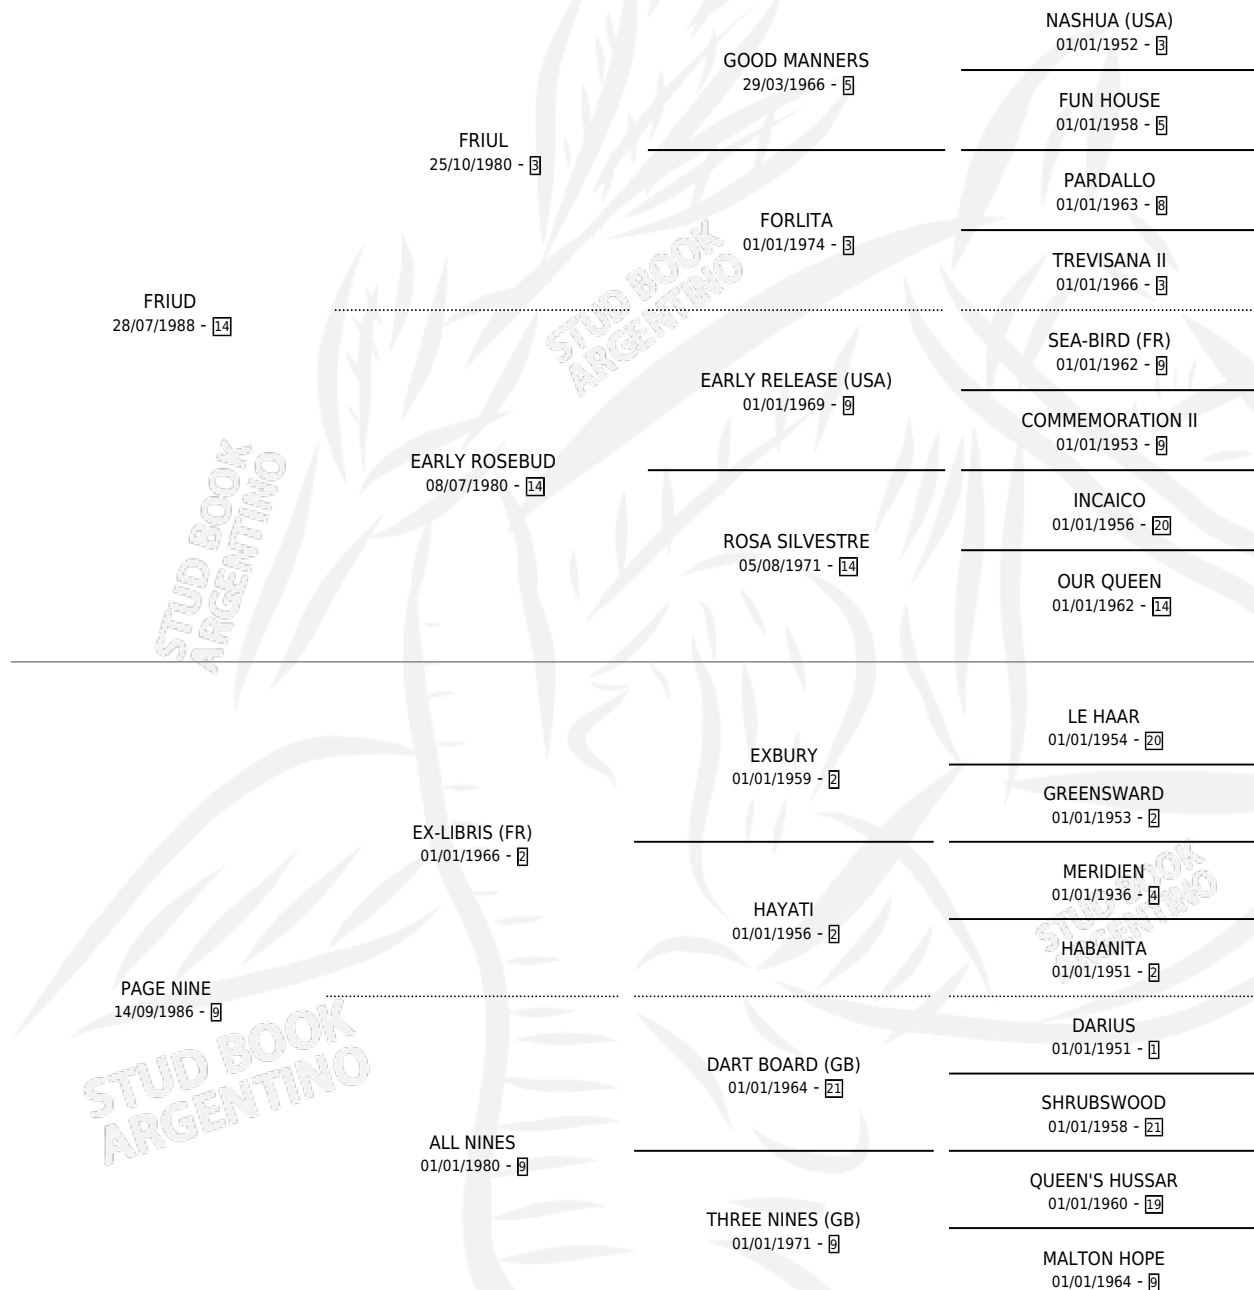 NASHUA (USA)
01/01/1952 - 3
GOOD MANNERS
29/03/1966 - 5
FUN HOUSE
01/01/1958 - 5
FRIUL
25/10/1980 - 3
PARDALLO
01/01/1963 - 8
FORLITA
01/01/1974 - 3
TREVISANA II
01/01/1966 - 3
FRIUD
28/07/1988 - 14
STUD BOOK
ARGENTINO
SEA-BIRD (FR)
01/01/1962 - 9
EARLY RELEASE (USA)
01/01/1969 - 9
COMMEMORATION II
01/01/1953 - 9
EARLY ROSEBUD
08/07/1980 - 14
INCAICO
01/01/1956 - 20
ROSA SILVESTRE
05/08/1971 - 14
OUR QUEEN
01/01/1962 - 14
STUD BOOK
ARGENTINO
LE HAAR
01/01/1954 - 20
EXBURY
01/01/1959 - 2
GREENSWARD
01/01/1953 - 2
EX-LIBRIS (FR)
01/01/1966 - 2
MERIDIEN
01/01/1936 - 4
HAYATI
01/01/1956 - 2
HABANITA
01/01/1951 - 2
STUD BOOK
ARGENTINO
PAGE NINE
14/09/1986 - 9
DARIUS
01/01/1951 - 1
DART BOARD (GB)
01/01/1964 - 21
SHRUBSWOOD
01/01/1958 - 21
STUD BOOK
ARGENTINO
ALL NINES
01/01/1980 - 9
QUEEN'S HUSSAR
01/01/1960 - 19
THREE NINES (GB)
01/01/1971 - 9
MALTON HOPE
01/01/1964 - 9